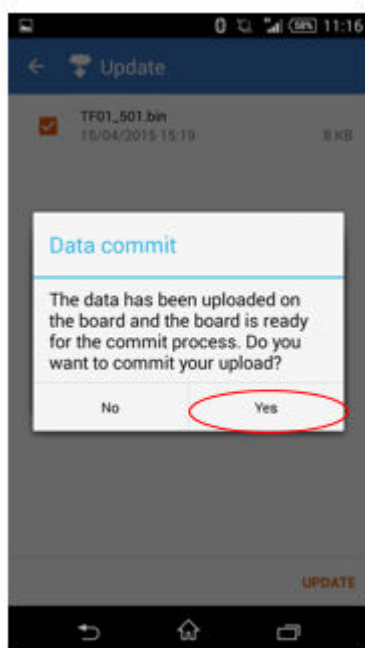 58% 11:16
Update
TF01_501.bin
15/04/2015 15:19
8 KB
Data commit
The data has been uploaded on
the board and the board is ready
for the commit process. Do you
want to commit your upload?
No
Yes
UPDATE